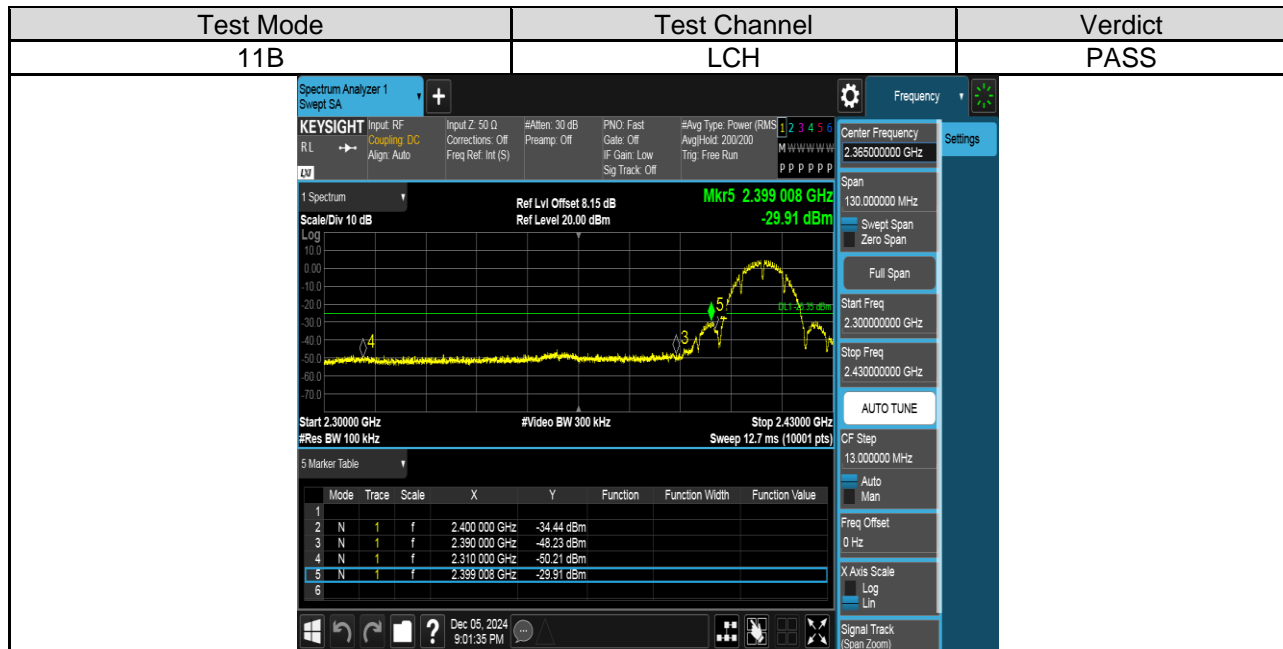 Test Mode Test Channel Verdict
11B LCH PASS
Spectrum Analyzer 1
Swept SA
+
Frequency
KEYSIGHT
RL
LXI
Input: RF
Coupling: DC
Align: Auto
Input Z: 50 Ω
Corrections: Off
Freq Ref: Int (S)
#Atten: 30 dB
Preamp: Off
PNO: Fast
Gate: Off
IF Gain: Low
Sig Track: Off
#Avg Type: Power (RMS
Avg|Hold: 200/200
Trig: Free Run
1 2 3 4 5 6
M W W W W W
P P P P P P
1 Spectrum
Scale/Div 10 dB
Ref Lvl Offset 8.15 dB
Ref Level 20.00 dBm
Mkr5 2.399 008 GHz
-29.91 dBm
Log
10.0
0.00
-10.0
-20.0
-30.0
-40.0
-50.0
-60.0
-70.0
4
3
5
Start 2.30000 GHz
#Res BW 100 kHz
#Video BW 300 kHz
Stop 2.43000 GHz
Sweep 12.7 ms (10001 pts)
5 Marker Table
Mode Trace Scale X Y Function Function Width Function Value
1
2 N 1 f 2.400 000 GHz -34.44 dBm
3 N 1 f 2.390 000 GHz -48.23 dBm
4 N 1 f 2.310 000 GHz -50.21 dBm
5 N 1 f 2.399 008 GHz -29.91 dBm
6
?
Dec 05, 2024
9:01:35 PM
Settings
Center Frequency
2.365000000 GHz
Span
130.000000 MHz
Swept Span
Zero Span
Full Span
Start Freq
2.300000000 GHz
Stop Freq
2.430000000 GHz
AUTO TUNE
CF Step
13.000000 MHz
Auto
Man
Freq Offset
0 Hz
X Axis Scale
Log
Lin
Signal Track
(Span Zoom)